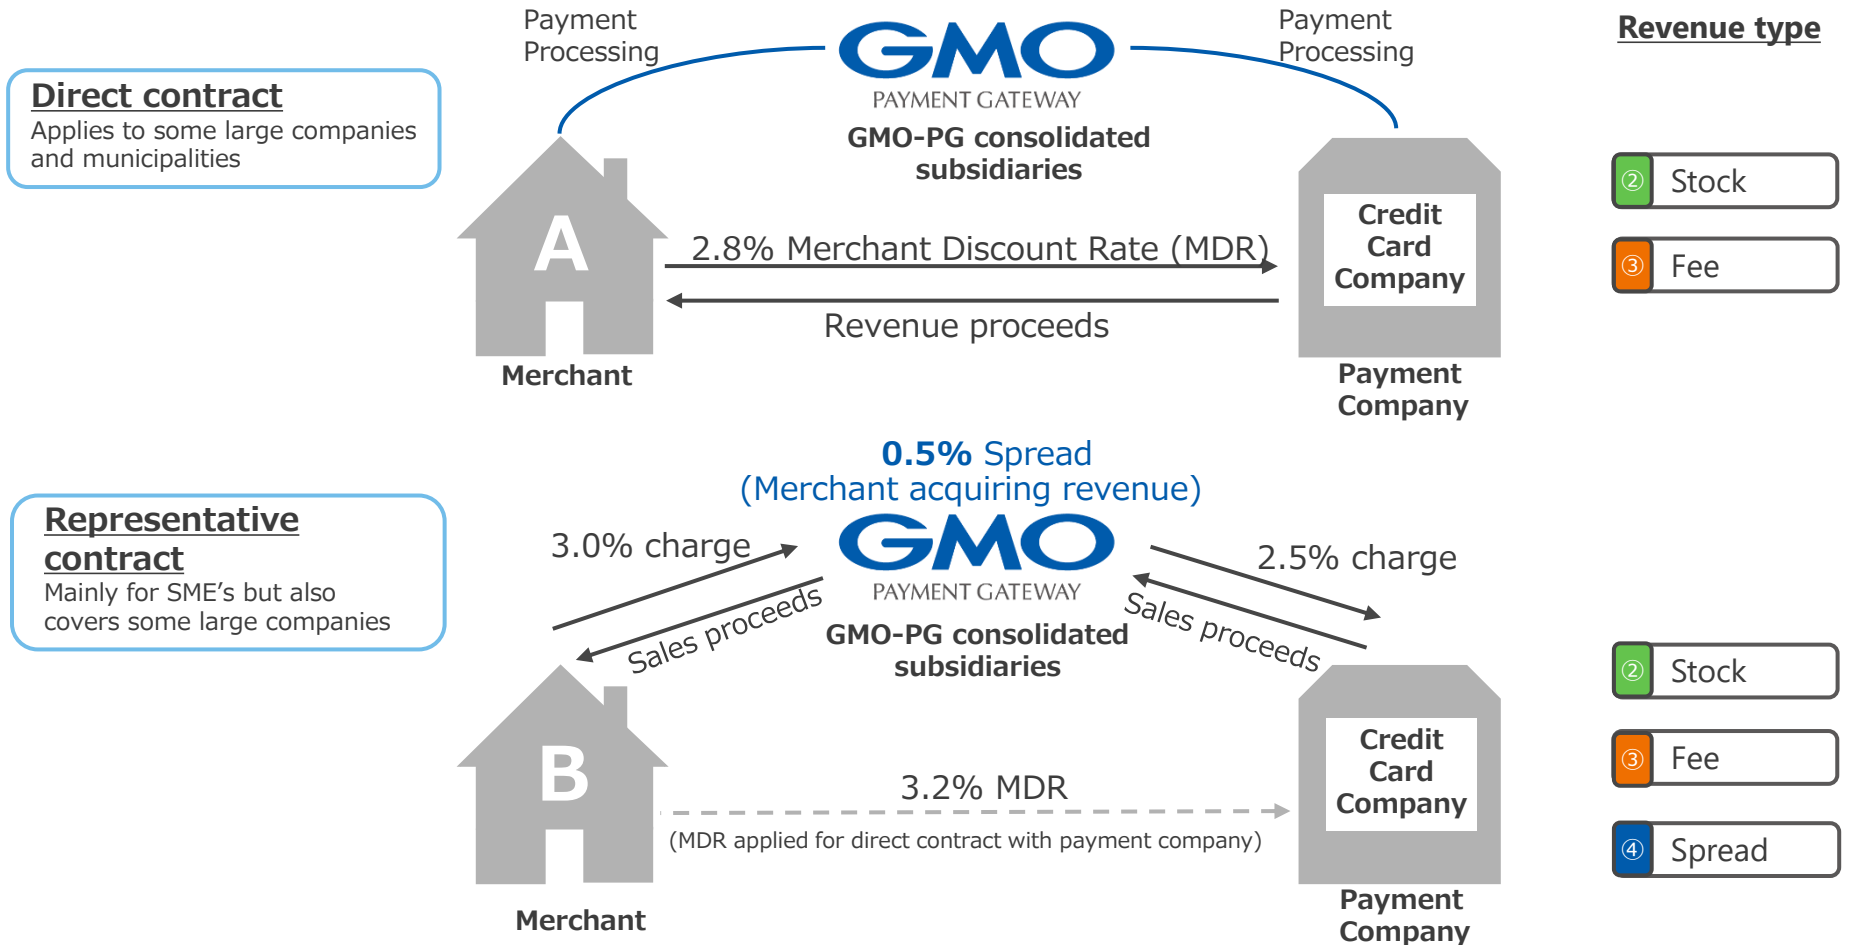 Payment
Processing
GMO
PAYMENT GATEWAY
Payment
Processing
Revenue type
Direct contract
Applies to some large companies
and municipalities
GMO-PG consolidated
subsidiaries
② Stock
A
2.8% Merchant Discount Rate (MDR)
Credit
Card
Company
③ Fee
Revenue proceeds
Merchant
Payment
Company
0.5% Spread
(Merchant acquiring revenue)
Representative
contract
Mainly for SME's but also
covers some large companies
3.0% charge
GMO
PAYMENT GATEWAY
2.5% charge
Sales proceeds
Sales proceeds
GMO-PG consolidated
subsidiaries
② Stock
B
3.2% MDR
(MDR applied for direct contract with payment company)
Credit
Card
Company
③ Fee
④ Spread
Merchant
Payment
Company